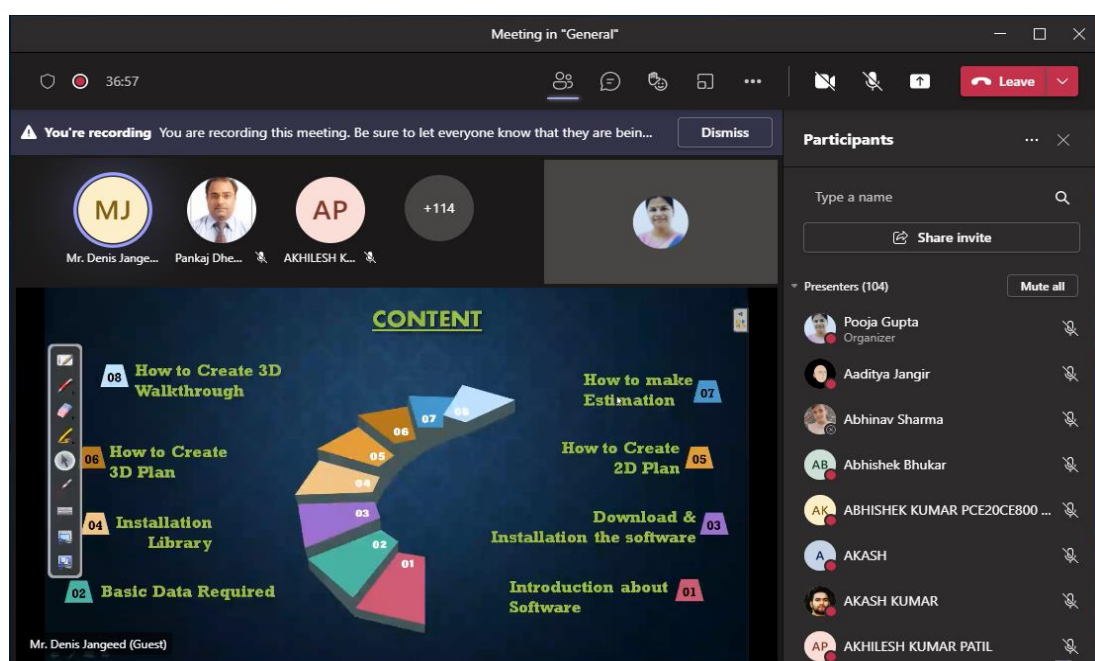 Meeting in "General"
36:57
Leave
You're recording You are recording this meeting. Be sure to let everyone know that they are bein...
Dismiss
MJ
AP
+114
Mr. Denis Jange...
Pankaj Dhe...
AKHILESH K...
CONTENT
08 How to Create 3D
Walkthrough
06 How to Create
3D Plan
04 Installation
Library
02 Basic Data Required
08
07
06
05
04
03
02
01
How to make
Estimation 07
How to Create
2D Plan 05
Download &
Installation the software 03
Introduction about
Software 01
Mr. Denis Jangeed (Guest)
Participants
Type a name
Share invite
Presenters (104)
Mute all
Pooja Gupta
Organizer
Aaditya Jangir
Abhinav Sharma
AB Abhishek Bhukar
AK ABHISHEK KUMAR PCE20CE800 ...
A AKASH
AKASH KUMAR
AP AKHILESH KUMAR PATIL